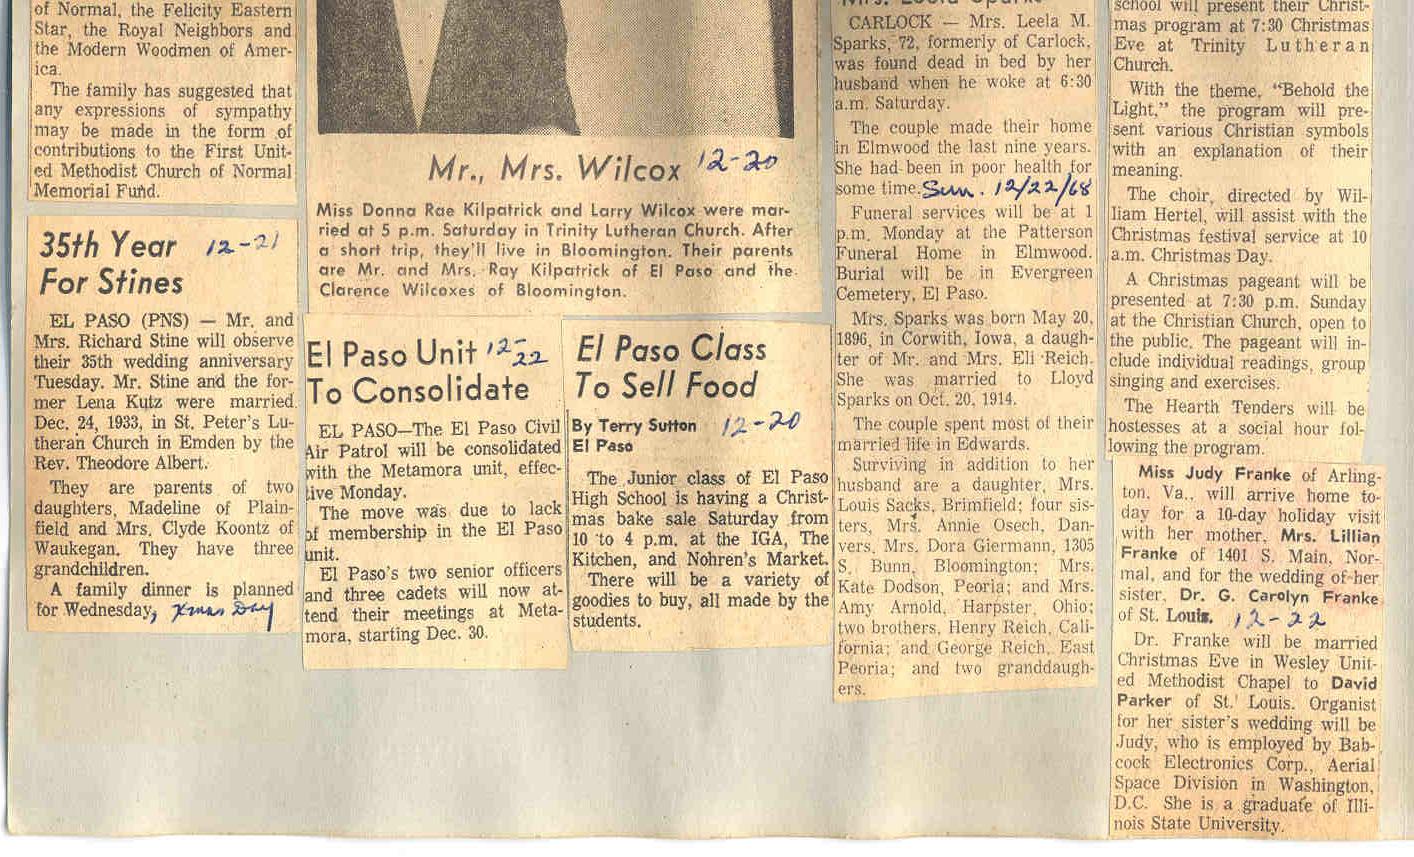 of Normal, the Felicity Eastern
Star, the Royal Neighbors and
the Modern Woodmen of Amer-
ica.
The family has suggested that
any expressions of sympathy
may be made in the form of
contributions to the First Unit-
ed Methodist Church of Normal
Memorial Fund.
35th Year 12-21
For Stines
EL PASO (PNS) — Mr. and
Mrs. Richard Stine will observe
their 35th wedding anniversary
Tuesday. Mr. Stine and the for-
mer Lena Kutz were married
Dec. 24, 1933, in St. Peter's Lu-
theran Church in Emden by the
Rev. Theodore Albert.
They are parents of two
daughters, Madeline of Plain-
field and Mrs. Clyde Koontz of
Waukegan. They have three
grandchildren.
A family dinner is planned
for Wednesday, Xmas Day
Mr., Mrs. Wilcox 12-20
Miss Donna Rae Kilpatrick and Larry Wilcox were mar-
ried at 5 p.m. Saturday in Trinity Lutheran Church. After
a short trip, they'll live in Bloomington. Their parents
are Mr. and Mrs. Ray Kilpatrick of El Paso and the
Clarence Wilcoxes of Bloomington.
El Paso Unit 12-22
To Consolidate
EL PASO—The El Paso Civil
Air Patrol will be consolidated
with the Metamora unit, effec-
tive Monday.
The move was due to lack
of membership in the El Paso
unit.
El Paso's two senior officers
and three cadets will now at-
tend their meetings at Meta-
mora, starting Dec. 30.
El Paso Class
To Sell Food
By Terry Sutton 12-20
El Paso
The Junior class of El Paso
High School is having a Christ-
mas bake sale Saturday from
10 to 4 p.m. at the IGA, The
Kitchen, and Nohren's Market.
There will be a variety of
goodies to buy, all made by the
students.
Mrs. Leela Sparks
CARLOCK — Mrs. Leela M.
Sparks, 72, formerly of Carlock,
was found dead in bed by her
husband when he woke at 6:30
a.m. Saturday.
The couple made their home
in Elmwood the last nine years.
She had been in poor health for
some time. Sun. 12/22/68
Funeral services will be at 1
p.m. Monday at the Patterson
Funeral Home in Elmwood.
Burial will be in Evergreen
Cemetery, El Paso.
Mrs. Sparks was born May 20,
1896, in Corwith, Iowa, a daugh-
ter of Mr. and Mrs. Eli Reich.
She was married to Lloyd
Sparks on Oct. 20, 1914.
The couple spent most of their
married life in Edwards.
Surviving in addition to her
husband are a daughter, Mrs.
Louis Sacks, Brimfield; four sis-
ters, Mrs. Annie Osech, Dan-
vers, Mrs. Dora Giermann, 1305
S. Bunn, Bloomington; Mrs.
Kate Dodson, Peoria; and Mrs.
Amy Arnold, Harpster, Ohio;
two brothers, Henry Reich, Cali-
fornia; and George Reich, East
Peoria; and two granddaugh-
ers.
school will present their Christ-
mas program at 7:30 Christmas
Eve at Trinity Lutheran
Church.
With the theme, "Behold the
Light," the program will pre-
sent various Christian symbols
with an explanation of their
meaning.
The choir, directed by Wil-
liam Hertel, will assist with the
Christmas festival service at 10
a.m. Christmas Day.
A Christmas pageant will be
presented at 7:30 p.m. Sunday
at the Christian Church, open to
the public. The pageant will in-
clude individual readings, group
singing and exercises.
The Hearth Tenders will be
hostesses at a social hour fol-
lowing the program.
Miss Judy Franke of Arling-
ton, Va., will arrive home to-
day for a 10-day holiday visit
with her mother, Mrs. Lillian
Franke of 1401 S. Main, Nor-
mal, and for the wedding of her
sister, Dr. G. Carolyn Franke
of St. Louis. 12-22
Dr. Franke will be married
Christmas Eve in Wesley Unit-
ed Methodist Chapel to David
Parker of St. Louis. Organist
for her sister's wedding will be
Judy, who is employed by Bab-
cock Electronics Corp., Aerial
Space Division in Washington,
D.C. She is a graduate of Illi-
nois State University.